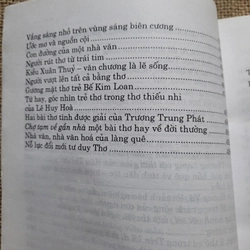 Vầng sáng nhỏ trên vùng sáng biên cương
Ước mơ và nguồn cội
Con đường của một nhà văn
Người rút thơ từ trái tim
Kiều Xuân Thuỷ - văn chương là lẽ sống
Người vượt lên tất cả bằng thơ
Gương mặt thơ trẻ Bế Kim Loan
Từ hay, góc nhìn trẻ thơ trong thơ thiếu nhi
của Lê Huy Hoà
Hai bài thơ tình được giải của Trương Trung Phát
Chợ tạm về gần nhà một bài thơ hay về đời thường
Nhà văn, nhà văn hoá của làng quê
Nỗ lực đổi mới tư duy Thơ